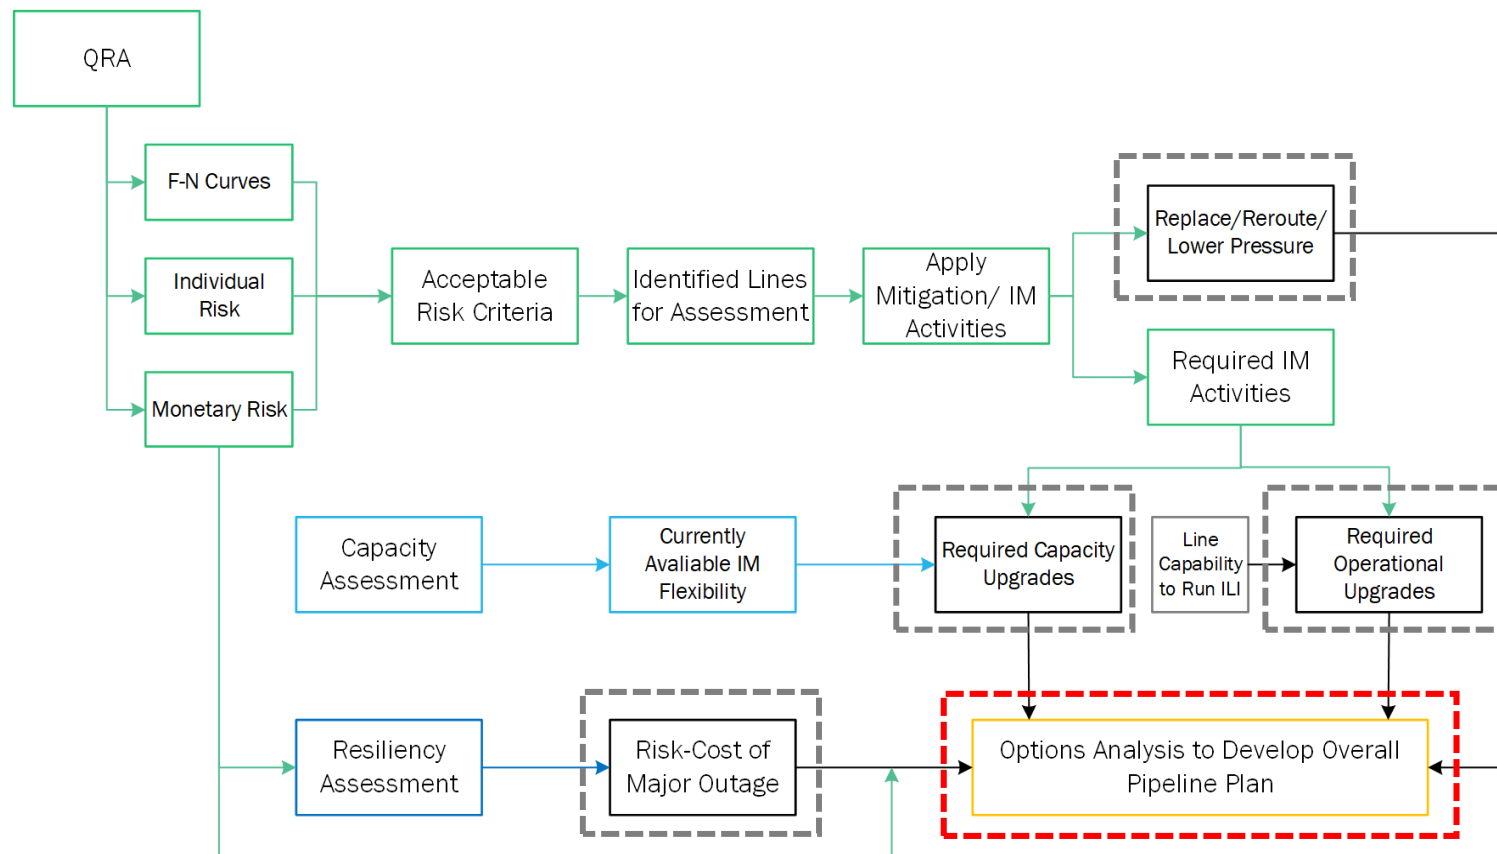 QRA
F-N Curves
Individual
Risk
Monetary Risk
Acceptable
Risk Criteria
Identified Lines
for Assessment
Apply
Mitigation/ IM
Activities
Replace/Reroute/
Lower Pressure
Required IM
Activities
Capacity
Assessment
Currently
Avaliable IM
Flexibility
Required Capacity
Upgrades
Line
Capability
to Run ILI
Required
Operational
Upgrades
Resiliency
Assessment
Risk-Cost of
Major Outage
Options Analysis to Develop Overall
Pipeline Plan